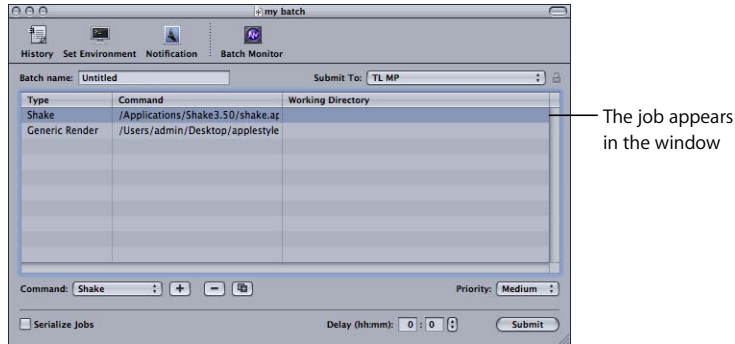 my batch
History Set Environment Notification Batch Monitor
Batch name: Untitled Submit To: TL MP
Type Command Working Directory
Shake /Applications/Shake3.50/shake.ap
Generic Render /Users/admin/Desktop/applestyle
The job appears
in the window
Command: Shake Priority: Medium
Serialize Jobs Delay (hh:mm): 0 : 0 Submit